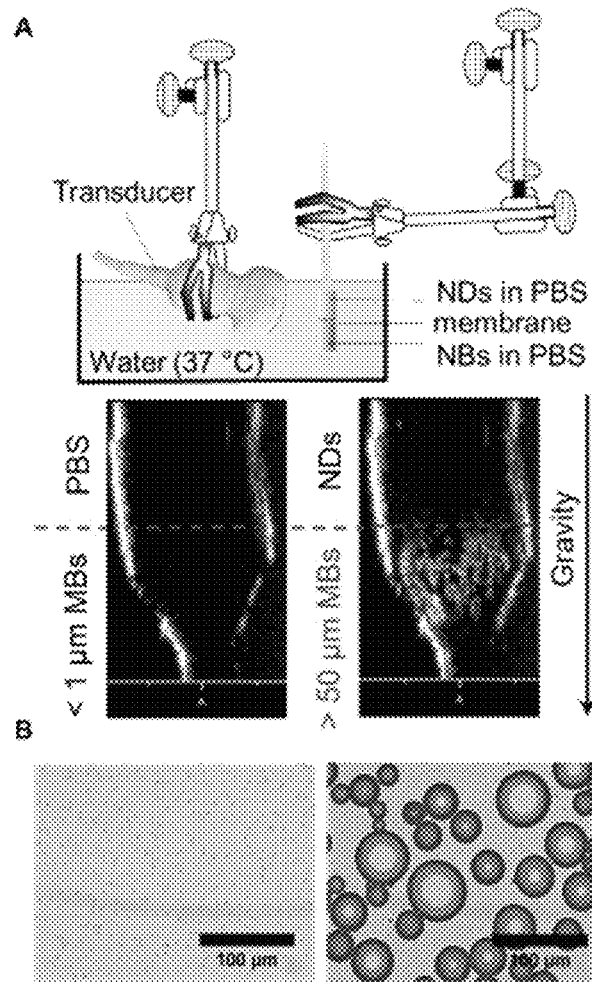 A
Transducer
NDs in PBS
membrane
NBs in PBS
Water (37 °C)
PBS
< 1 µm MBs
NDs
> 50 µm MBs
Gravity
B
100 µm
100 µm